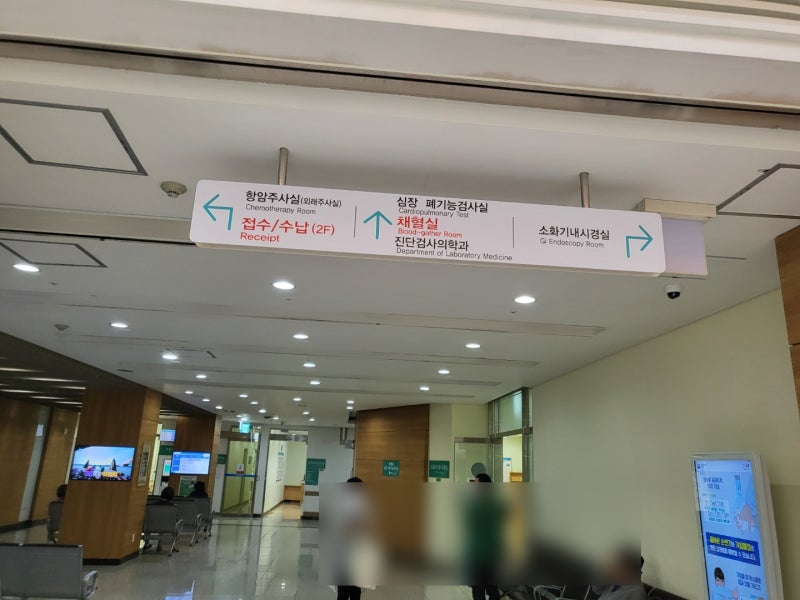 항암주사실(외래주사실)
Chemotherapy Room
접수/수납 (2F)
Receipt
심장 폐기능검사실
Cardiopulmonary Test
채혈실
Blood-gather Room
진단검사의학과
Department of Laboratory Medicine
소화기내시경실
Qi Endoscopy Room